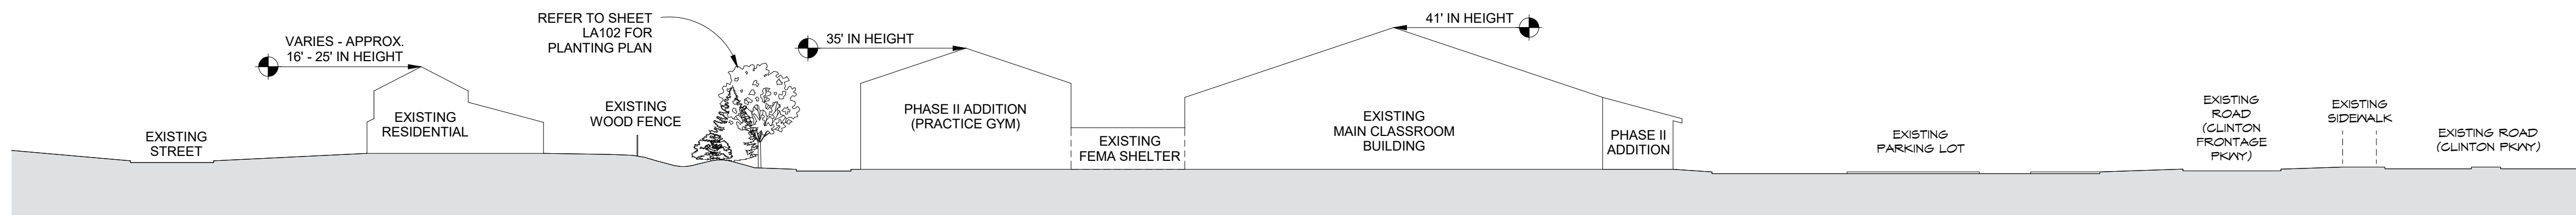 EXISTING
STREET
VARIES - APPROX.
16' - 25' IN HEIGHT
EXISTING
RESIDENTIAL
EXISTING
WOOD FENCE
REFER TO SHEET
LA102 FOR
PLANTING PLAN
35' IN HEIGHT
PHASE II ADDITION
(PRACTICE GYM)
EXISTING
FEMA SHELTER
41' IN HEIGHT
EXISTING
MAIN CLASSROOM
BUILDING
PHASE II
ADDITION
EXISTING
PARKING LOT
EXISTING
ROAD
(CLINTON
FRONTAGE
PKWY)
EXISTING
SIDEWALK
EXISTING ROAD
(CLINTON PKWY)